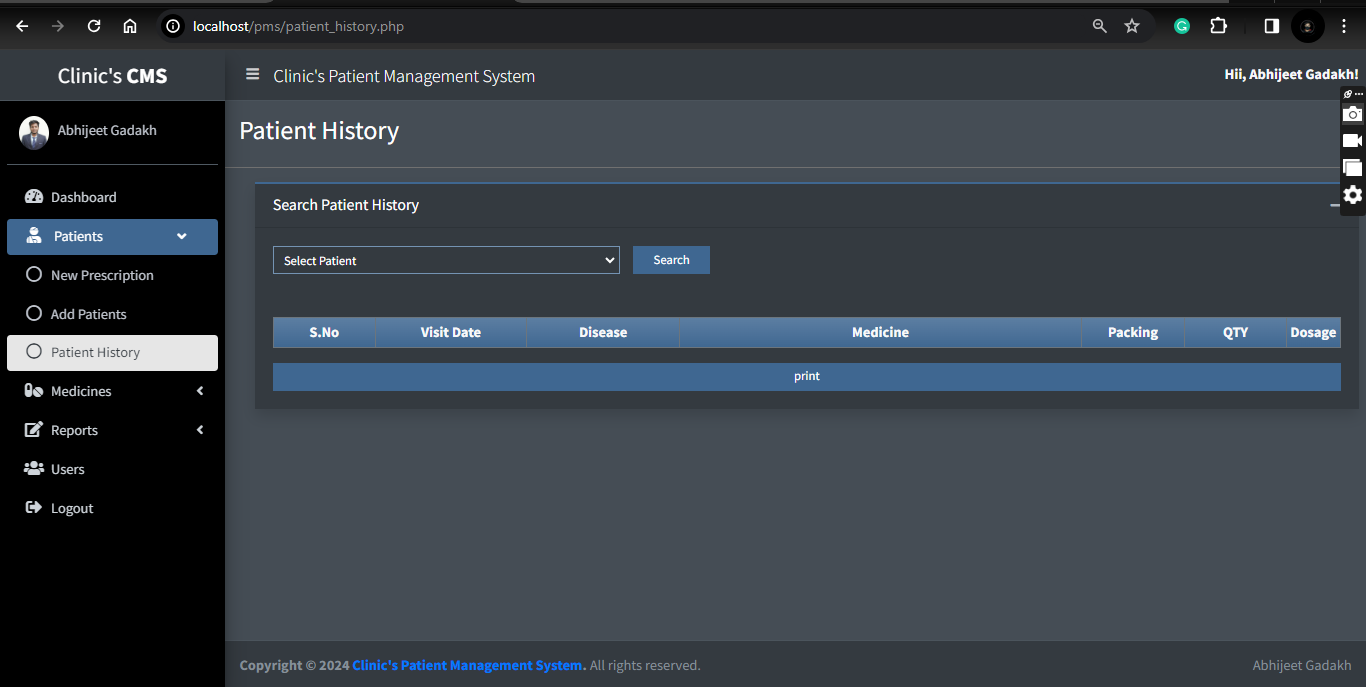 localhost/pms/patient_history.php
Clinic's CMS
Clinic's Patient Management System
Hii, Abhijeet Gadakh!
Abhijeet Gadakh
Dashboard
Patients
New Prescription
Add Patients
Patient History
Medicines
Reports
Users
Logout
Patient History
Search Patient History
Select Patient
Search
S.No Visit Date Disease Medicine Packing QTY Dosage
print
Copyright © 2024 Clinic's Patient Management System. All rights reserved.
Abhijeet Gadakh